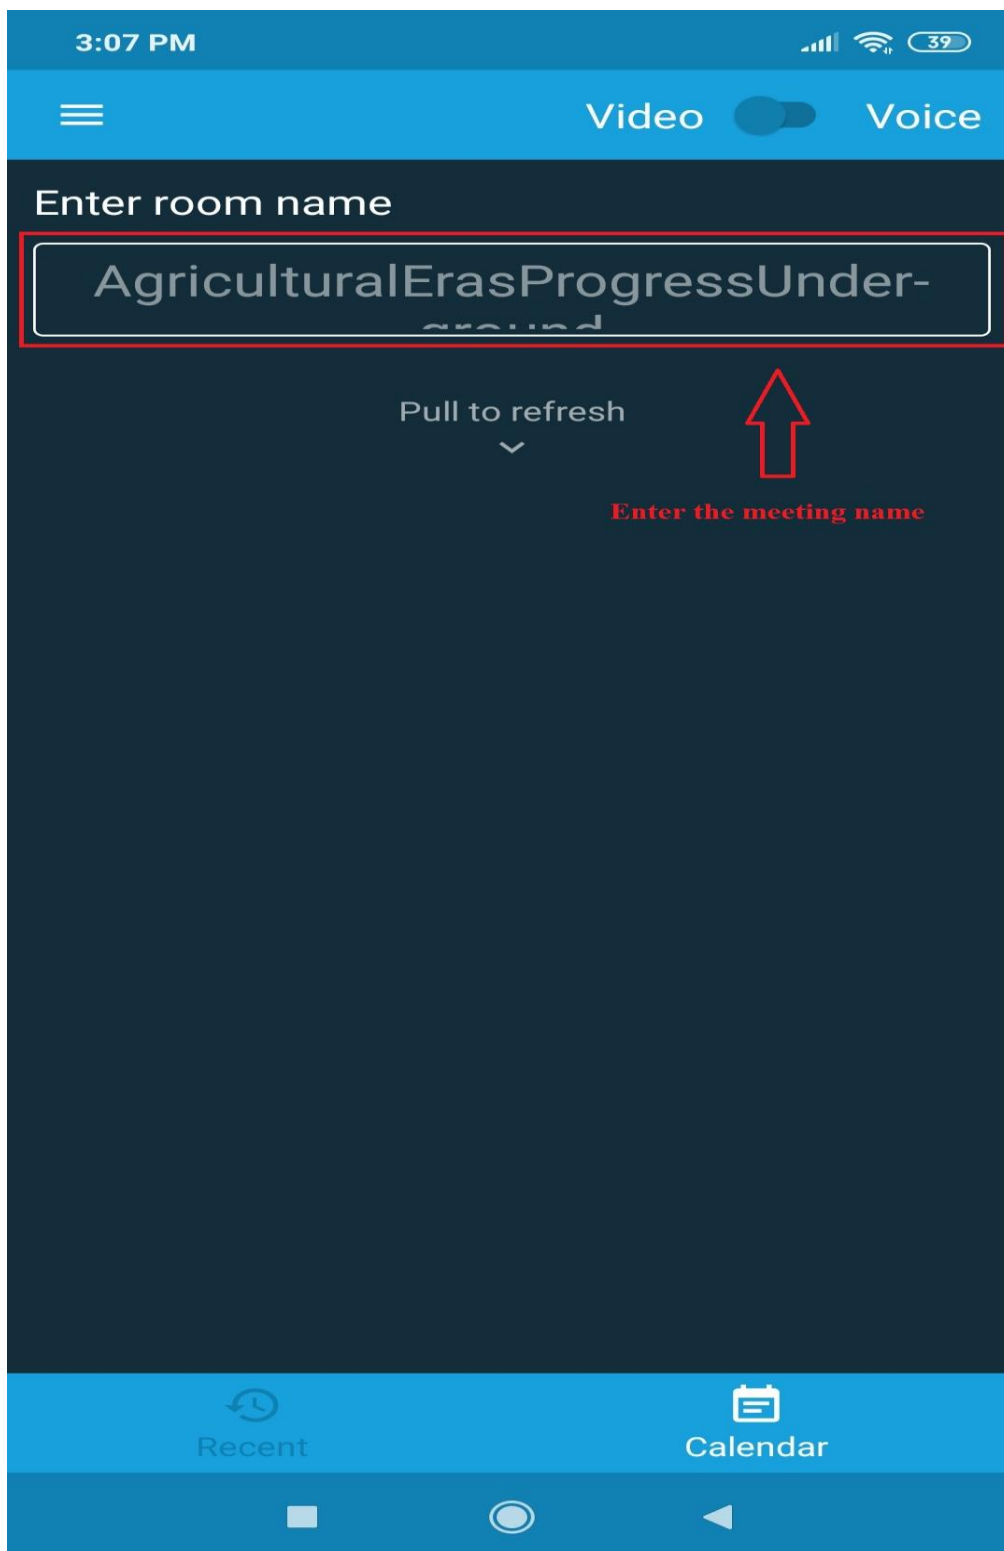 3:07 PM 39
Video Voice
Enter room name
AgriculturalErasProgressUnder-
ground
Pull to refresh
Enter the meeting name
Recent Calendar